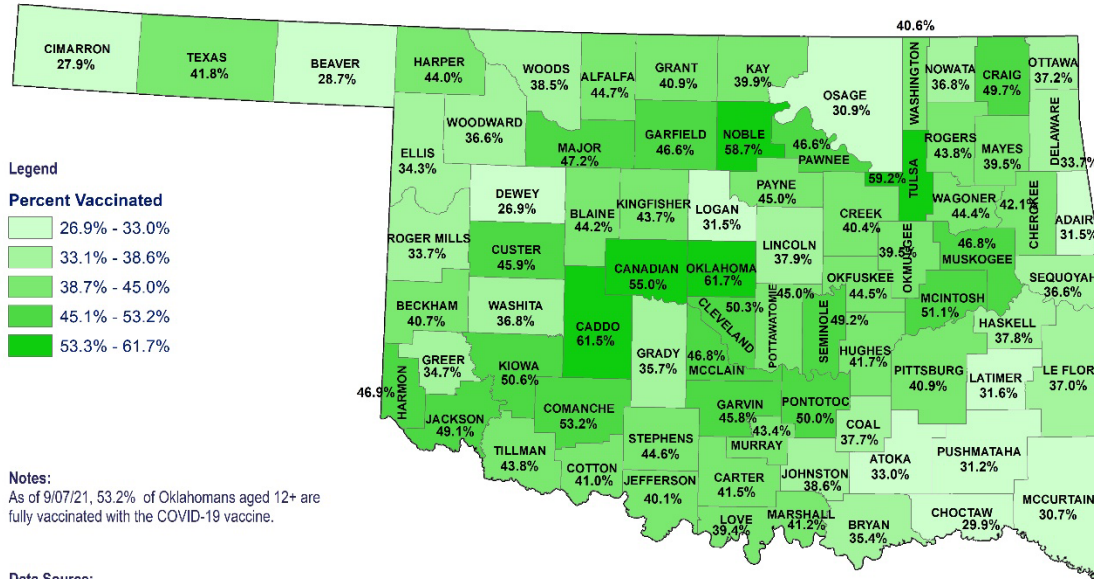 40.6%
CIMARRON
27.9%
TEXAS
41.8%
BEAVER
28.7%
HARPER
44.0%
WOODS
38.5%
ALFALFA
44.7%
GRANT
40.9%
KAY
39.9%
OSAGE
30.9%
WASHINGTON
NOWATA
36.8%
CRAIG
49.7%
OTTAWA
37.2%
WOODWARD
36.6%
ELLIS
34.3%
MAJOR
47.2%
GARFIELD
46.6%
NOBLE
58.7%
46.6%
PAWNEE
59.2%
TULSA
ROGERS
43.8%
MAYES
39.5%
DELAWARE
33.7%
Legend
Percent Vaccinated
26.9% - 33.0%
33.1% - 38.6%
38.7% - 45.0%
45.1% - 53.2%
53.3% - 61.7%
DEWEY
26.9%
BLAINE
44.2%
KINGFISHER
43.7%
LOGAN
31.5%
PAYNE
45.0%
CREEK
40.4%
WAGONER
44.4%
42.1%
CHEROKEE
ADAIR
31.5%
ROGER MILLS
33.7%
CUSTER
45.9%
CANADIAN
55.0%
OKLAHOMA
61.7%
LINCOLN
37.9%
39.5%
OKMULGEE
46.8%
MUSKOGEE
SEQUOYAH
36.6%
BECKHAM
40.7%
WASHITA
36.8%
CADDO
61.5%
50.3%
CLEVELAND
45.0%
POTTAWATOMIE
SEMINOLE
49.2%
OKFUSKEE
44.5%
MCINTOSH
51.1%
HASKELL
37.8%
GREER
34.7%
KIOWA
50.6%
GRADY
35.7%
46.8%
MCCLAIN
HUGHES
41.7%
PITTSBURG
40.9%
LATIMER
31.6%
LE FLOR
37.0%
46.9%
HARMON
JACKSON
49.1%
COMANCHE
53.2%
GARVIN
45.8%
PONTOTOC
50.0%
COAL
37.7%
TILLMAN
43.8%
COTTON
41.0%
STEPHENS
44.6%
43.4%
MURRAY
ATOKA
33.0%
PUSHMATAHA
31.2%
JEFFERSON
40.1%
CARTER
41.5%
JOHNSTON
38.6%
MCCURTAIN
30.7%
LOVE
39.4%
MARSHALL
41.2%
BRYAN
35.4%
CHOCTAW
29.9%
Notes:
As of 9/07/21, 53.2% of Oklahomans aged 12+ are
fully vaccinated with the COVID-19 vaccine.
Data Source: